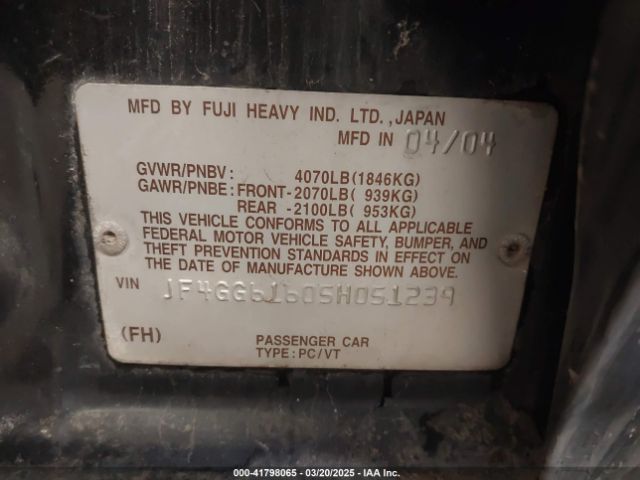 MFD BY FUJI HEAVY IND. LTD.,JAPAN
MFD IN 04/04
GVWR/PNBV: 4070LB(1846KG)
GAWR/PNBE: FRONT-2070LB( 939KG)
REAR -2100LB( 953KG)
THIS VEHICLE CONFORMS TO ALL APPLICABLE
FEDERAL MOTOR VEHICLE SAFETY, BUMPER, AND
THEFT PREVENTION STANDARDS IN EFFECT ON
THE DATE OF MANUFACTURE SHOWN ABOVE.
VIN JF4GG61605H051239
(FH) PASSENGER CAR
TYPE:PC/VT
000-41798065 | 03/20/2025 - IAA Inc.